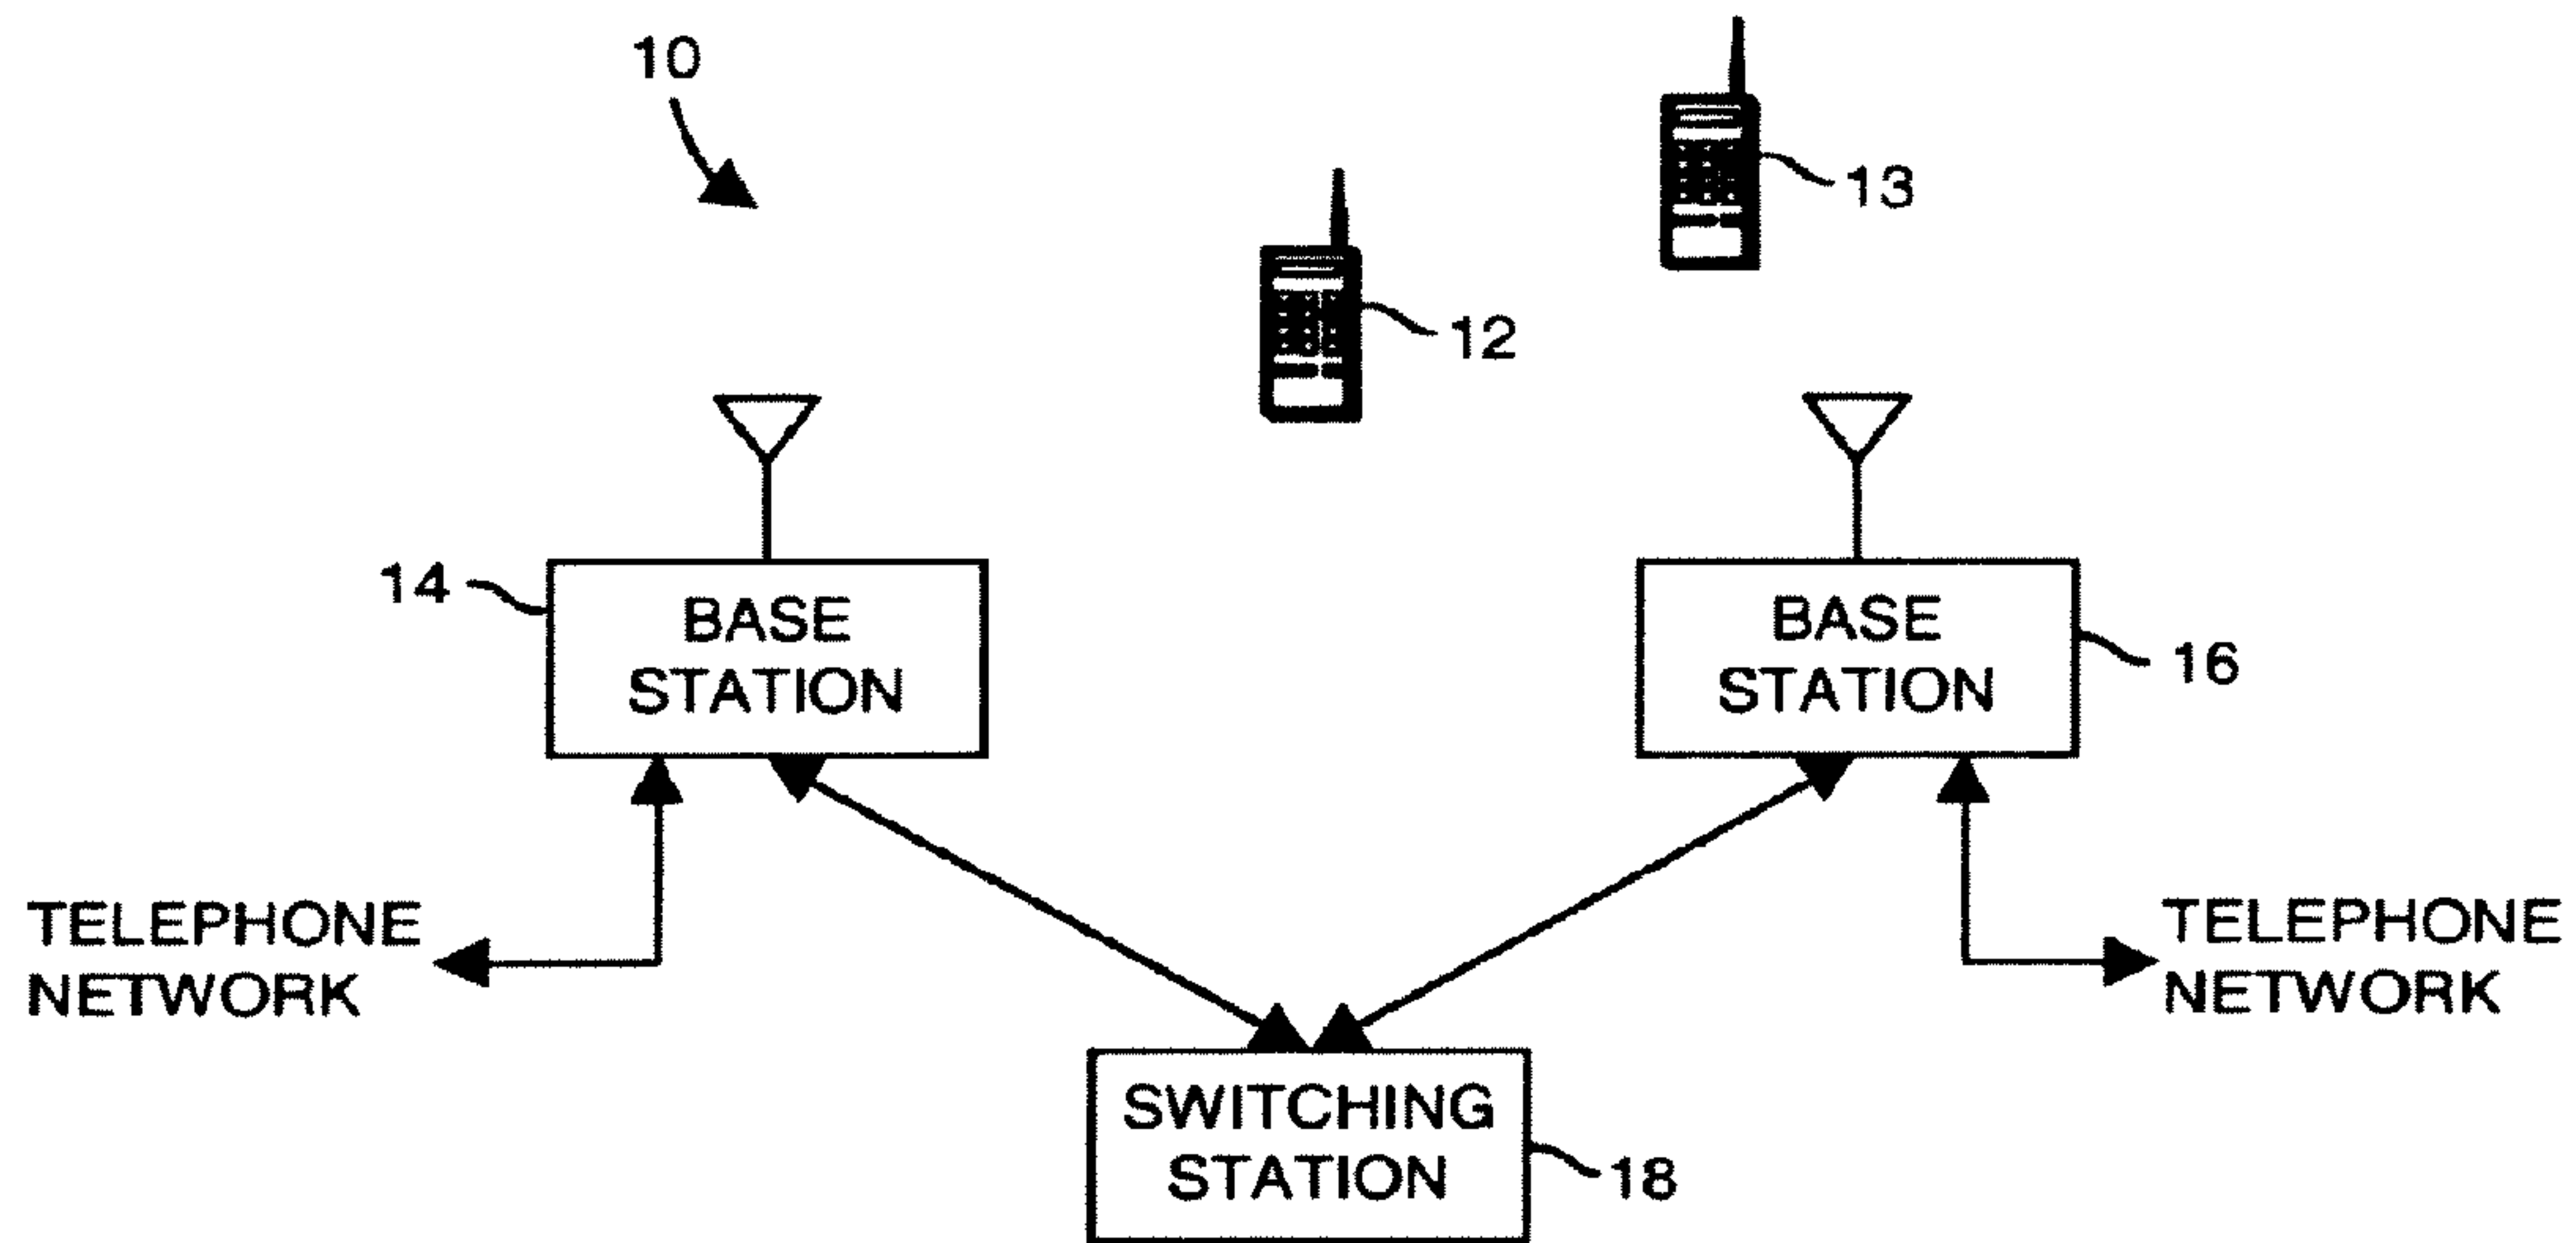 10
13
12
14
BASE
STATION
BASE
STATION
16
TELEPHONE
NETWORK
TELEPHONE
NETWORK
SWITCHING
STATION
18